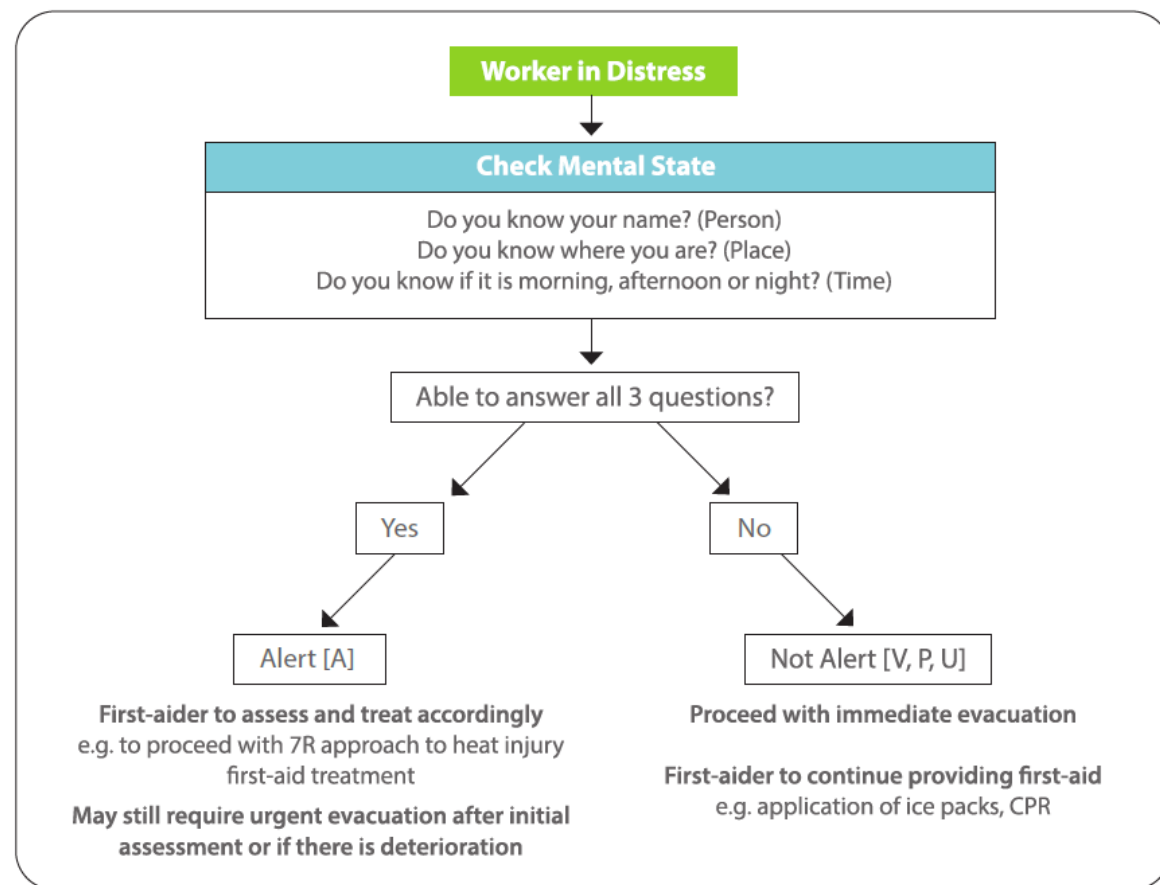 Worker in Distress
Check Mental State
Do you know your name? (Person)
Do you know where you are? (Place)
Do you know if it is morning, afternoon or night? (Time)
Able to answer all 3 questions?
Yes
No
Alert [A]
First-aider to assess and treat accordingly
e.g. to proceed with 7R approach to heat injury
first-aid treatment
May still require urgent evacuation after initial
assessment or if there is deterioration
Not Alert [V, P, U]
Proceed with immediate evacuation
First-aider to continue providing first-aid
e.g. application of ice packs, CPR